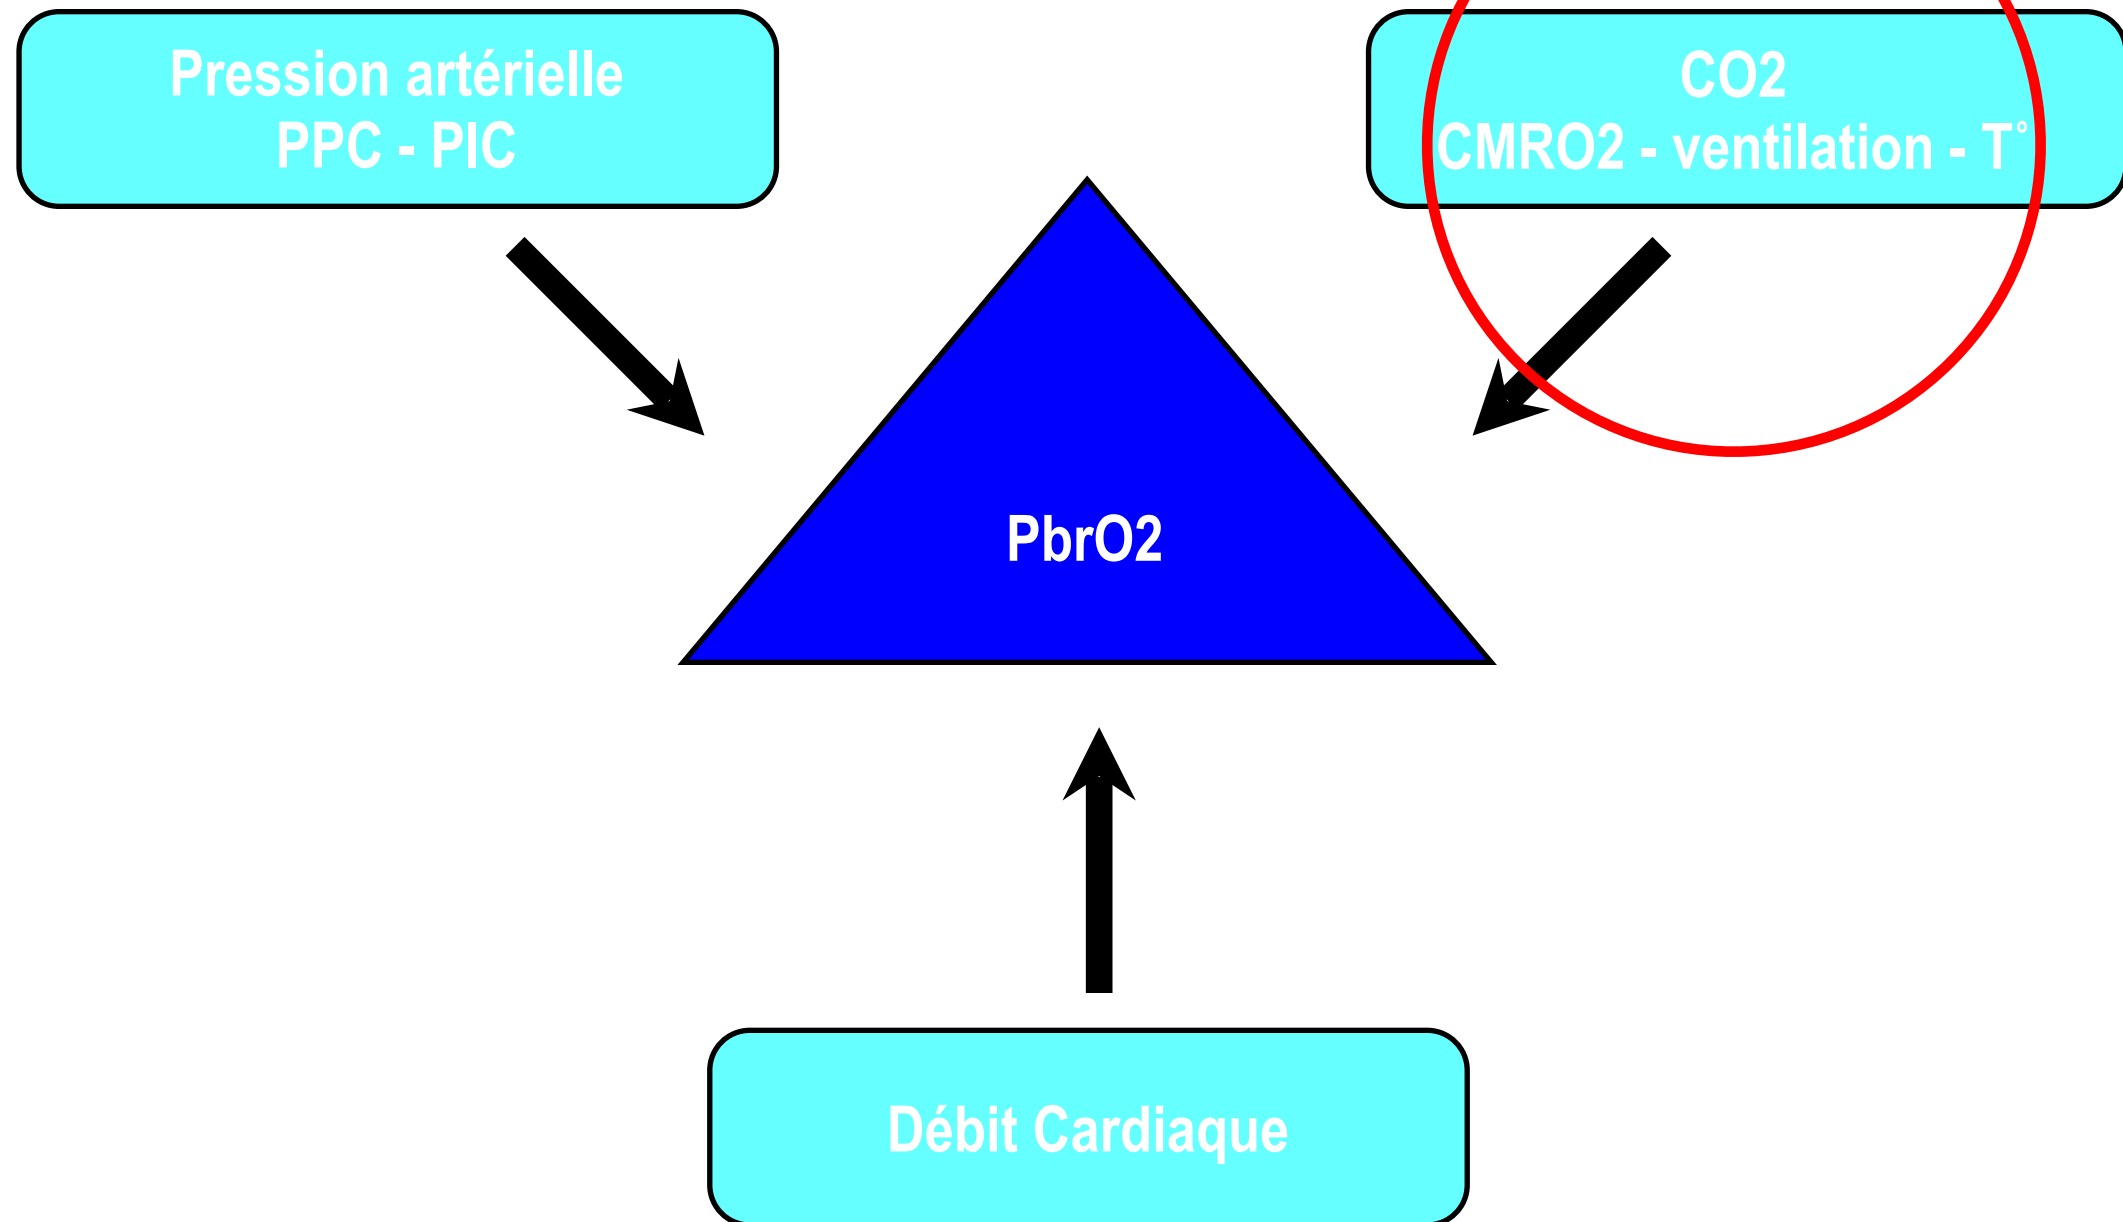 Pression artérielle
PPC - PIC
CO2
CMRO2 - ventilation - T°
PbrO2
Débit Cardiaque